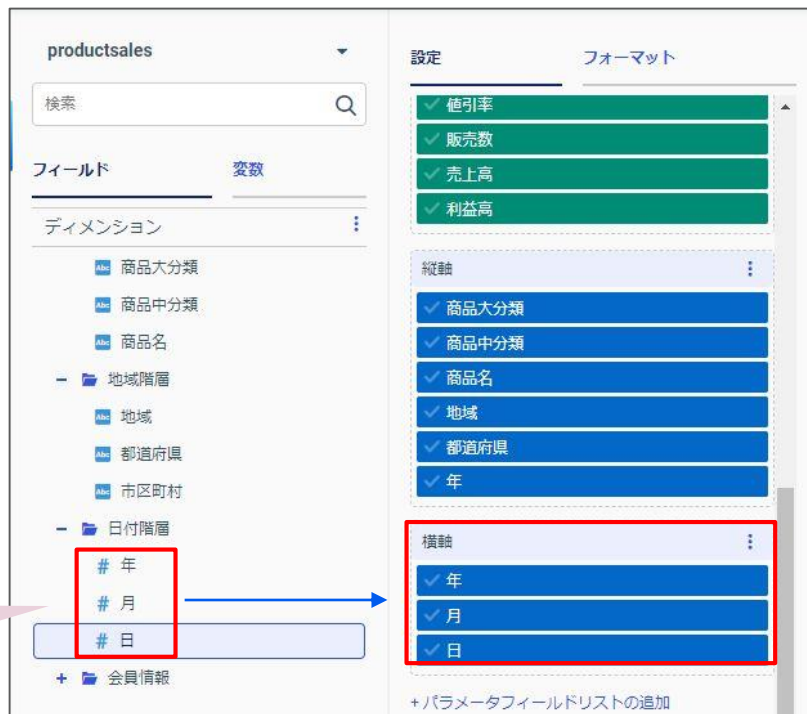 productsales
検索
フィールド
変数
ディメンション
Abc 商品大分類
Abc 商品中分類
Abc 商品名
地域階層
Abc 地域
Abc 都道府県
Abc 市区町村
日付階層
# 年
# 月
# 日
+ 会員情報
設定
フォーマット
値引率
販売数
売上高
利益高
縦軸
商品大分類
商品中分類
商品名
地域
都道府県
年
横軸
年
月
日
+パラメータフィールドリストの追加